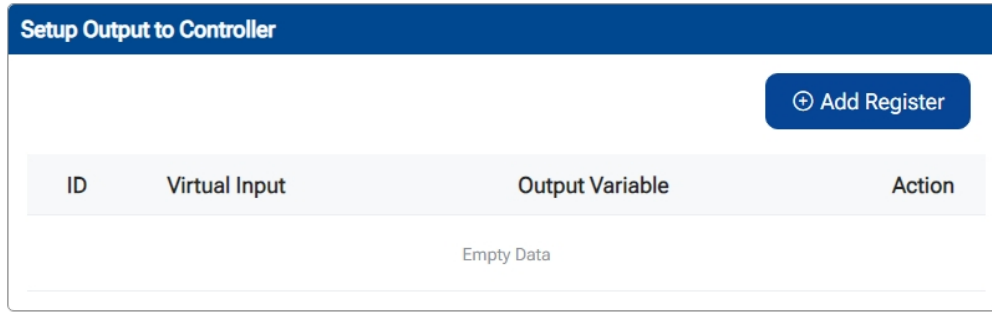 Setup Output to Controller
Add Register
ID Virtual Input Output Variable Action
Empty Data